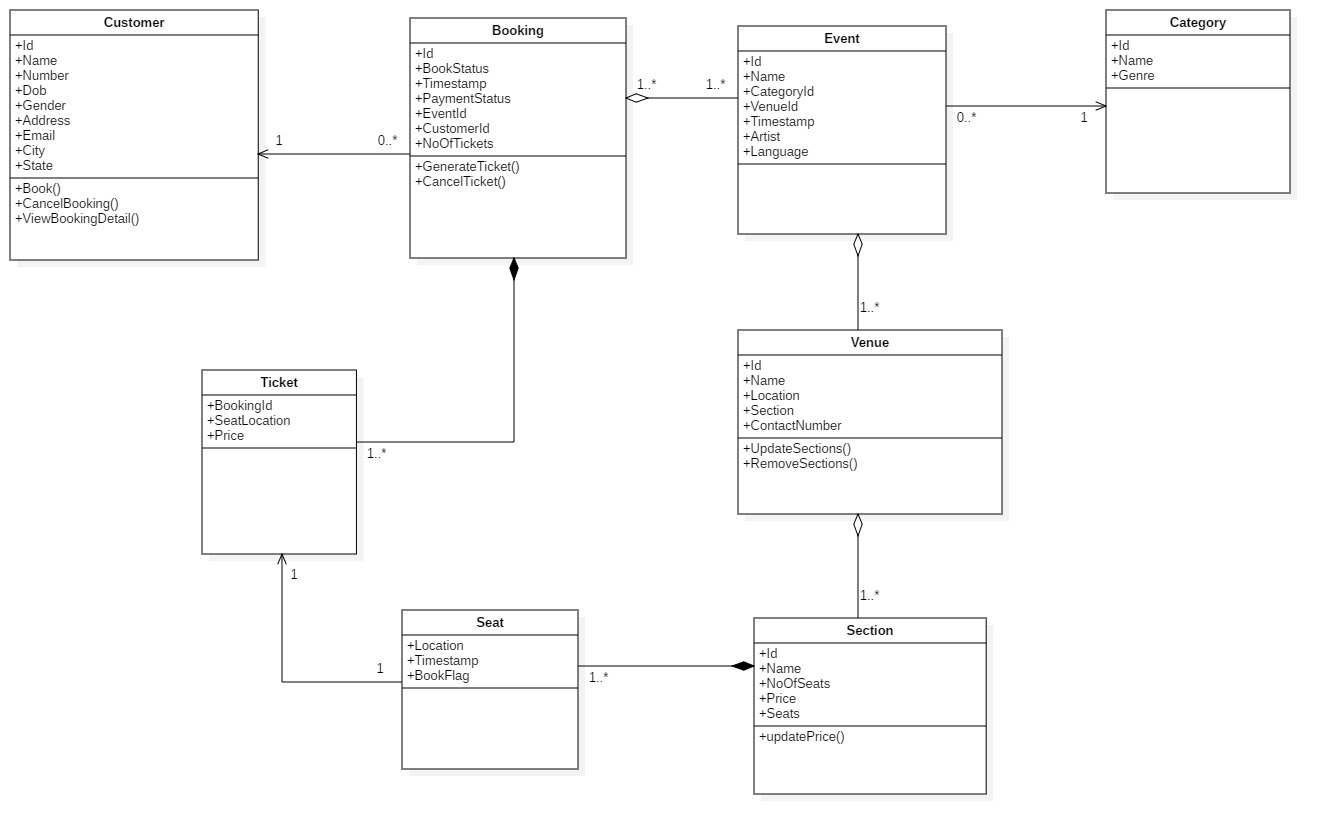 Customer
+Id
+Name
+Number
+Dob
+Gender
+Address
+Email
+City
+State
+Book()
+CancelBooking()
+ViewBookingDetail()
1
0..*
Booking
+Id
+BookStatus
+Timestamp
+PaymentStatus
+EventId
+CustomerId
+NoOfTickets
+GenerateTicket()
+CancelTicket()
1..*
1..*
Event
+Id
+Name
+CategoryId
+VenueId
+Timestamp
+Artist
+Language
0..*
1
Category
+Id
+Name
+Genre
1..*
Venue
+Id
+Name
+Location
+Section
+ContactNumber
+UpdateSections()
+RemoveSections()
Ticket
+BookingId
+SeatLocation
+Price
1..*
1
1
Seat
+Location
+Timestamp
+BookFlag
1..*
1..*
Section
+Id
+Name
+NoOfSeats
+Price
+Seats
+updatePrice()